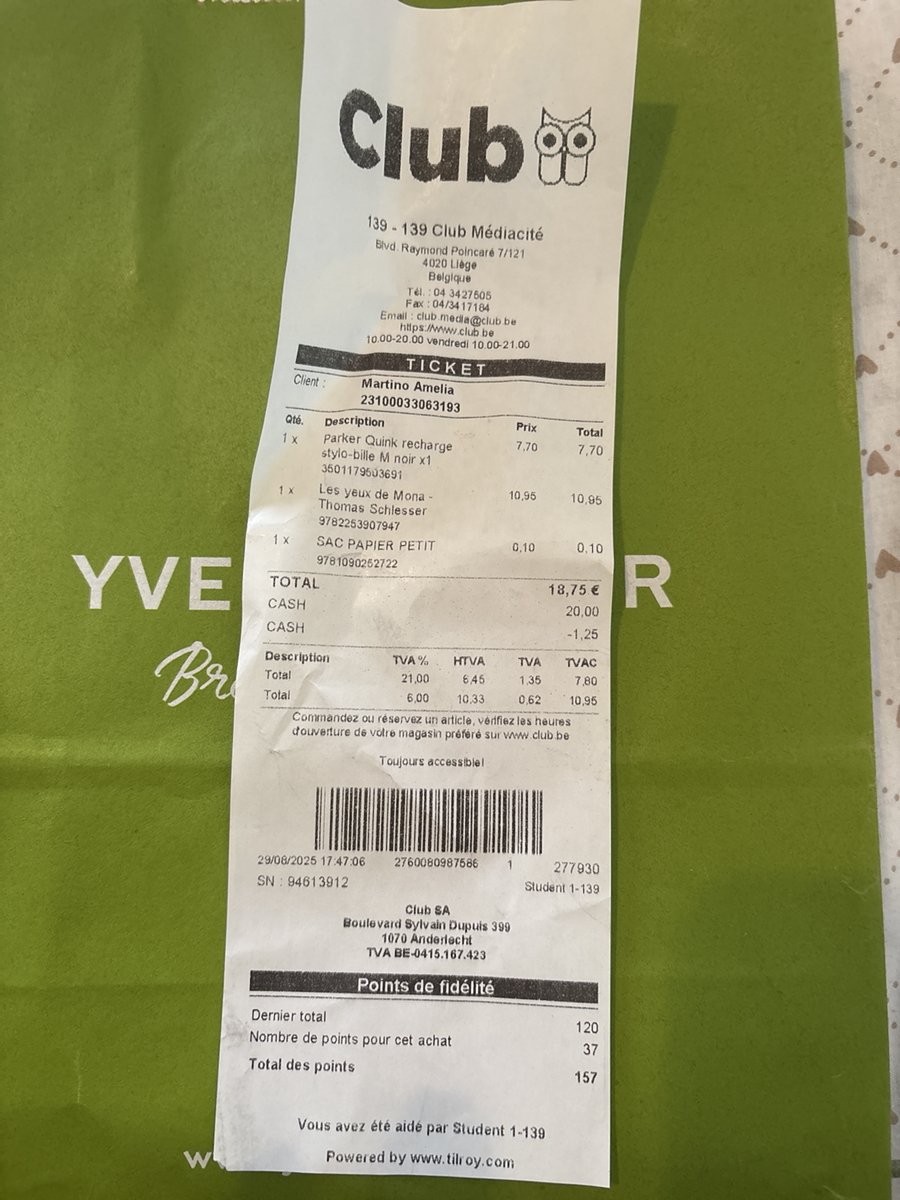 Club
139 - 139 Club Médiacité
Blvd. Raymond Poincaré 7/121
4020 Liège
Belgique
Tél. : 04 3427505
Fax : 04/3417184
Email : club.media@club.be
https://www.club.be
10.00-20.00 vendredi 10.00-21.00
TICKET
Client : Martino Amelia
23100033063193
Qté. Description Prix Total
1 x Parker Quink recharge 7,70 7,70
stylo-bille M noir x1
3501179503691
1 x Les yeux de Mona - 10,95 10,95
Thomas Schlesser
9782253907947
1 x SAC PAPIER PETIT 0,10 0,10
9781090252722
YVE R
TOTAL 18,75 €
CASH 20,00
CASH -1,25
Br
Description TVA % HTVA TVA TVAC
Total 21,00 6,45 1,35 7,80
Total 6,00 10,33 0,62 10,95
Commandez ou réservez un article, vérifiez les heures
d'ouverture de votre magasin préféré sur www.club.be
Toujours accessible!
29/08/2025 17:47:06 2760080987586 1 277930
SN : 94613912 Student 1-139
Club SA
Boulevard Sylvain Dupuis 399
1070 Anderlecht
TVA BE-0415.167.423
Points de fidélité
Dernier total 120
Nombre de points pour cet achat 37
Total des points 157
Vous avez été aidé par Student 1-139
Powered by www.tilroy.com